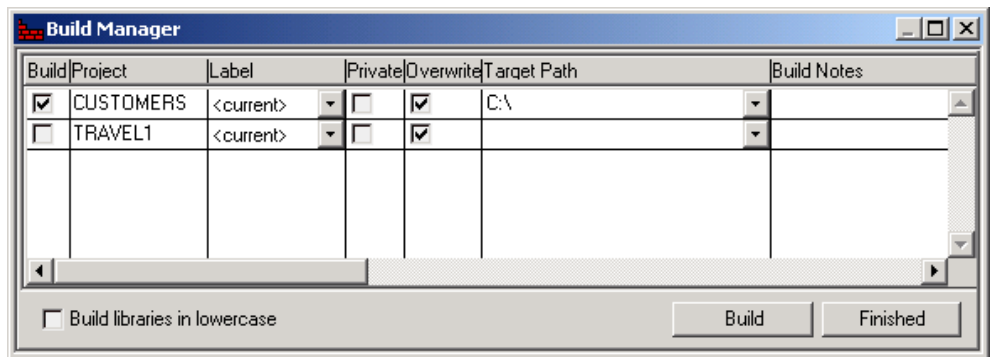 Build Manager
Build Project Label Private Overwrite Target Path Build Notes
CUSTOMERS <current> C:\
TRAVEL1 <current>
Build libraries in lowercase Build Finished